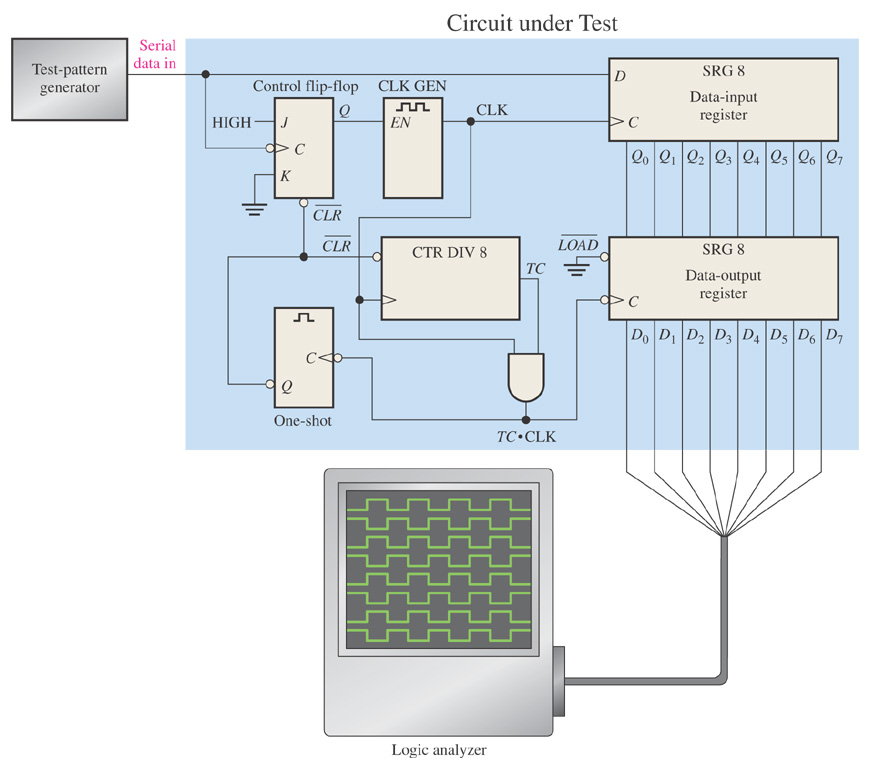 Circuit under Test
Serial
data in
Test-pattern
generator
Control flip-flop
CLK GEN
HIGH
J
Q
C
K
CLR
EN
CLK
D
SRG 8
Data-input
register
C
Q0 Q1 Q2 Q3 Q4 Q5 Q6 Q7
CLR
CTR DIV 8
TC
LOAD
SRG 8
Data-output
register
C
D0 D1 D2 D3 D4 D5 D6 D7
C
Q
One-shot
TC•CLK
Logic analyzer